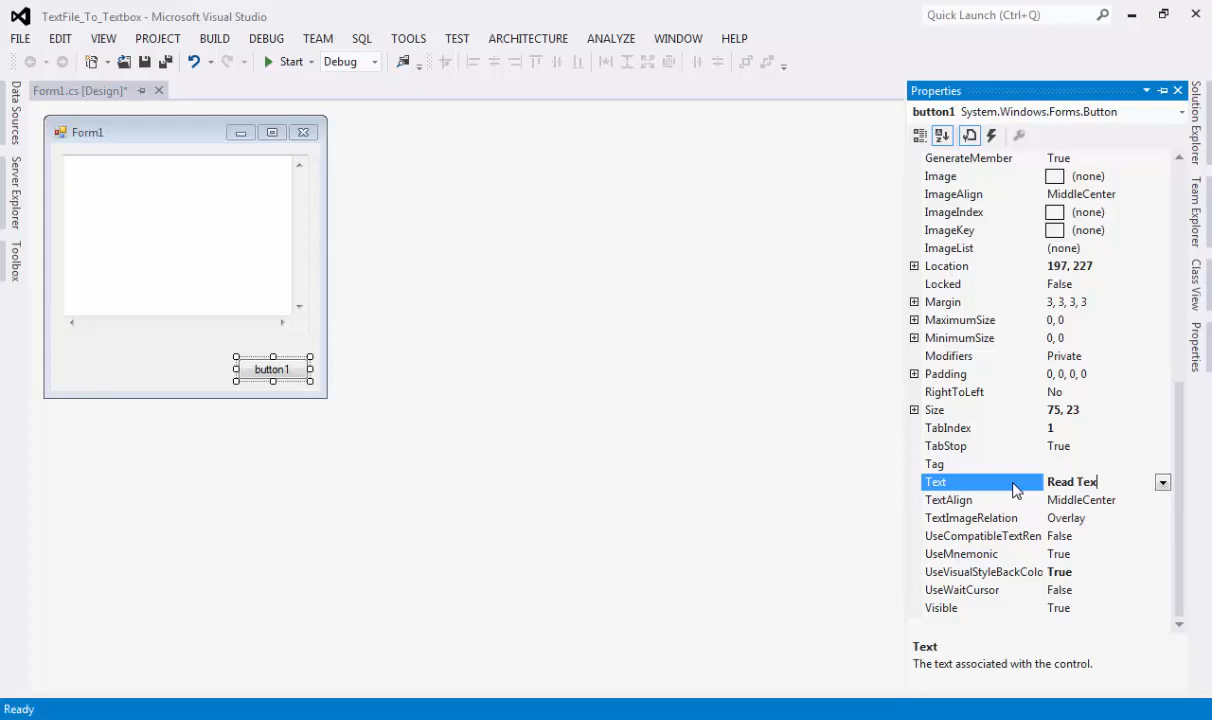 TextFile_To_Textbox - Microsoft Visual Studio
Quick Launch (Ctrl+Q)
FILE EDIT VIEW PROJECT BUILD DEBUG TEAM SQL TOOLS TEST ARCHITECTURE ANALYZE WINDOW HELP
Start Debug
Form1.cs [Design]*
Data Sources
Server Explorer
Toolbox
Form1
button1
Properties
button1 System.Windows.Forms.Button
GenerateMember True
Image (none)
ImageAlign MiddleCenter
ImageIndex (none)
ImageKey (none)
ImageList (none)
Location 197, 227
Locked False
Margin 3, 3, 3, 3
MaximumSize 0, 0
MinimumSize 0, 0
Modifiers Private
Padding 0, 0, 0, 0
RightToLeft No
Size 75, 23
TabIndex 1
TabStop True
Tag
Text Read Tex
TextAlign MiddleCenter
TextImageRelation Overlay
UseCompatibleTextRen False
UseMnemonic True
UseVisualStyleBackColo True
UseWaitCursor False
Visible True
Text
The text associated with the control.
Solution Explorer
Team Explorer
Class View
Properties
Ready